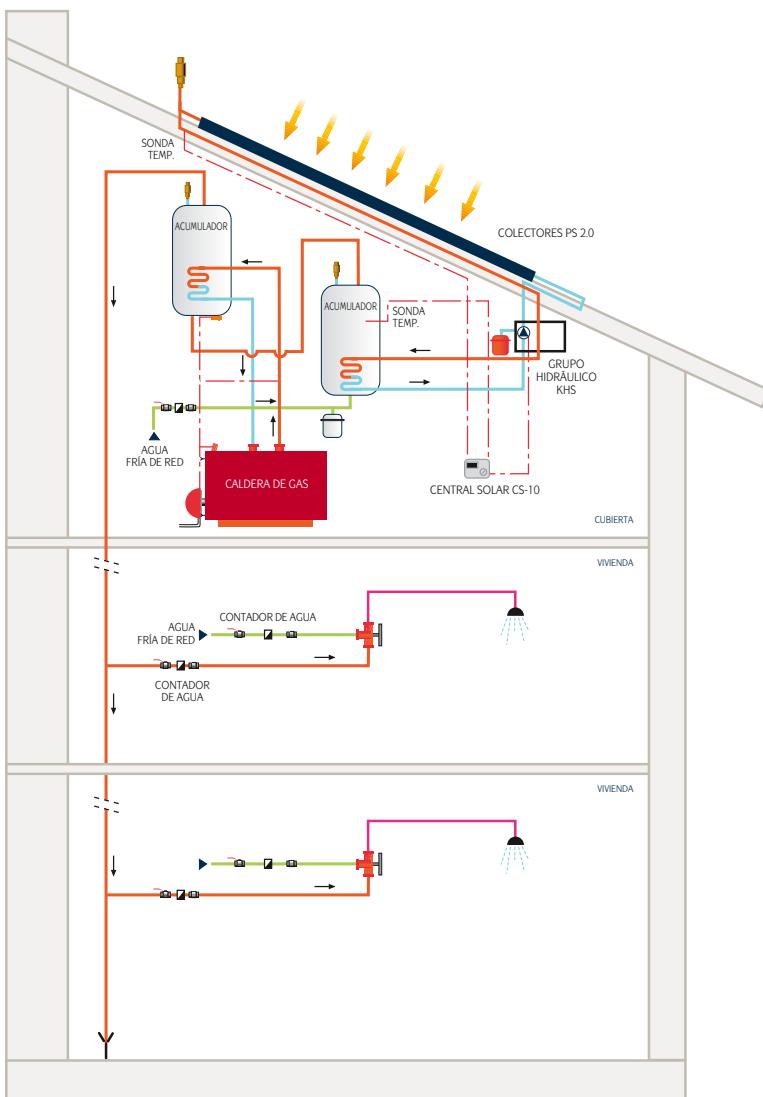 SONDA
TEMP.
COLECTORES PS 2.0
ACUMULADOR
ACUMULADOR
SONDA
TEMP.
GRUPO
HIDRÁULICO
KHS
AGUA
FRÍA DE RED
CALDERA DE GAS
CENTRAL SOLAR CS-10
CUBIERTA
VIVIENDA
CONTADOR DE AGUA
AGUA
FRÍA DE RED
CONTADOR
DE AGUA
VIVIENDA